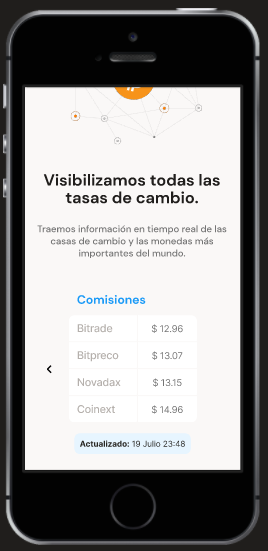 Visibilizamos todas las
tasas de cambio.
Traemos información en tiempo real de las
casas de cambio y las monedas más
importantes del mundo.
Comisiones
Bitrade $ 12.96
Bitpreco $ 13.07
Novadax $ 13.15
Coinext $ 14.96
Actualizado: 19 Julio 23:48